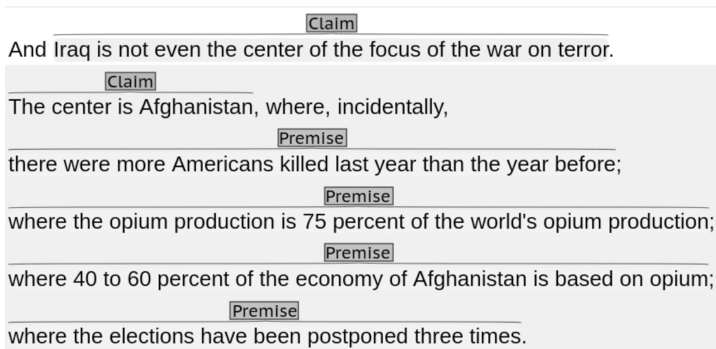 Claim
And Iraq is not even the center of the focus of the war on terror.
Claim
The center is Afghanistan, where, incidentally,
Premise
there were more Americans killed last year than the year before;
Premise
where the opium production is 75 percent of the world's opium production;
Premise
where 40 to 60 percent of the economy of Afghanistan is based on opium;
Premise
where the elections have been postponed three times.